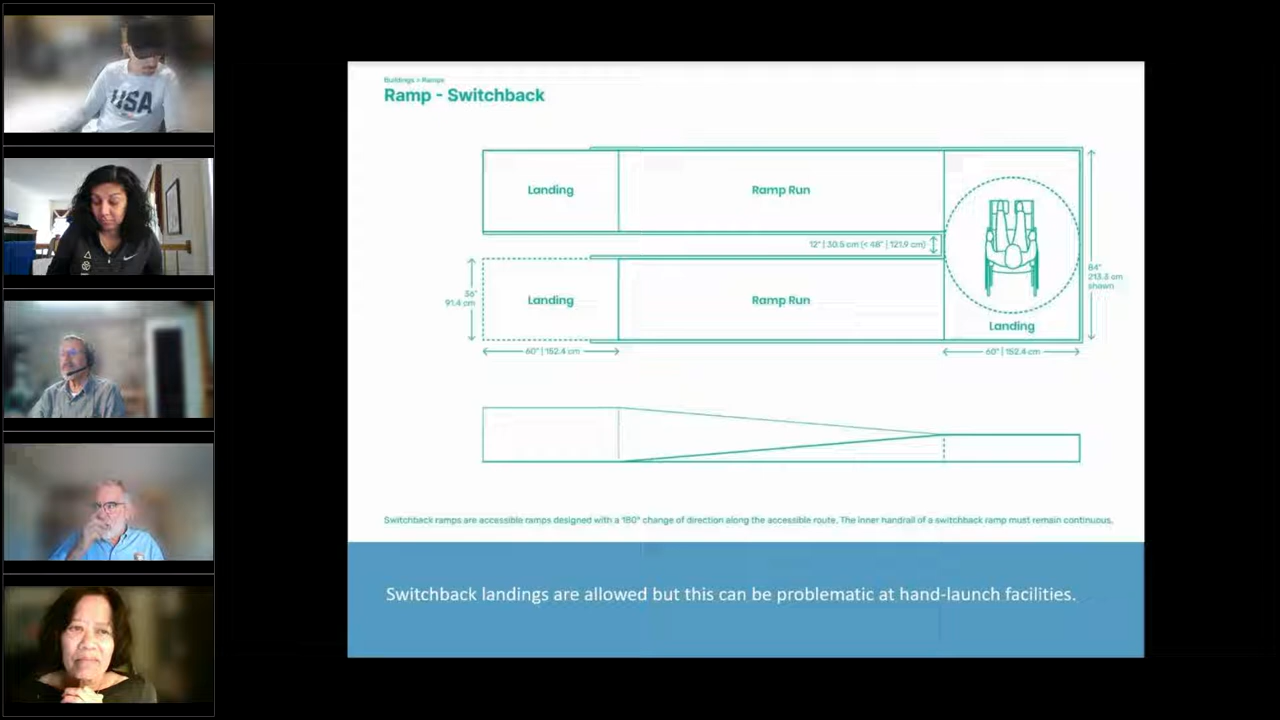 USA
Buildings > Ramps
Ramp - Switchback
Landing
Ramp Run
12" | 30.5 cm (< 48" | 121.9 cm)
36"
91.4 cm
Landing
Ramp Run
84"
213.3 cm
shown
Landing
60" | 152.4 cm
60" | 152.4 cm
Switchback ramps are accessible ramps designed with a 180° change of direction along the accessible route. The inner handrail of a switchback ramp must remain continuous.
Switchback landings are allowed but this can be problematic at hand-launch facilities.